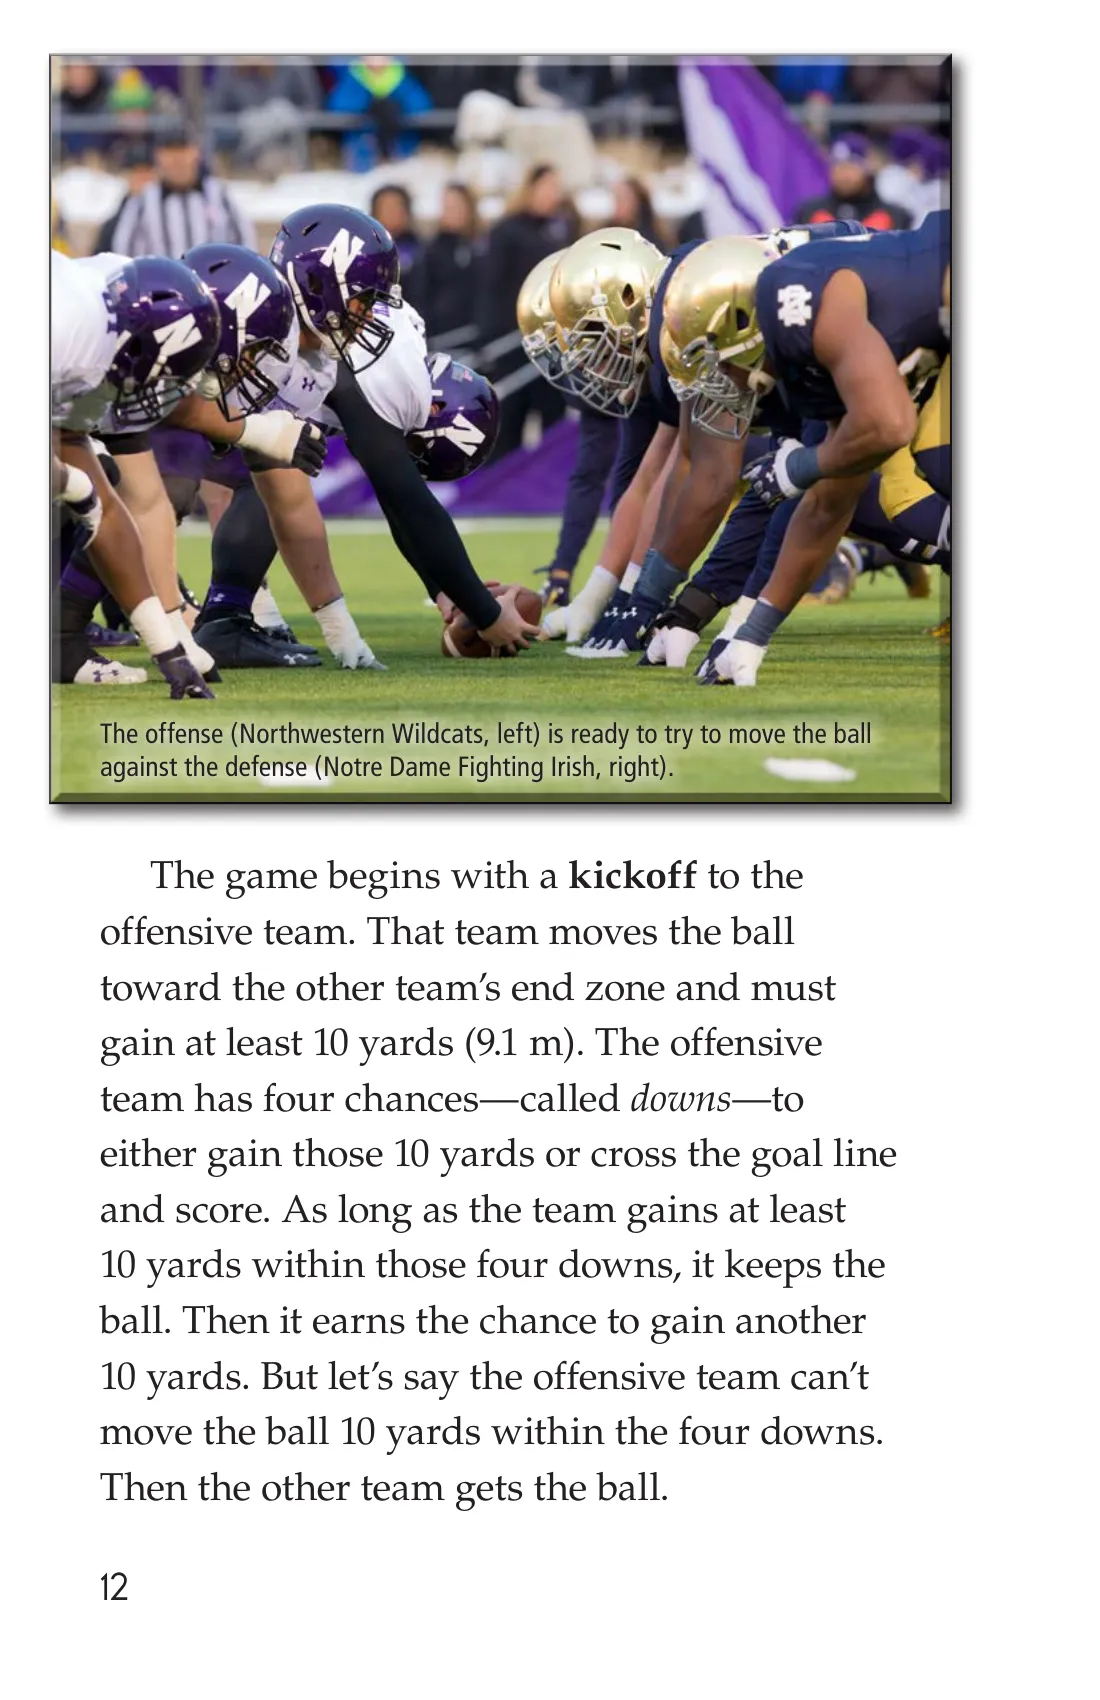 N
N
N
N
ND
The offense (Northwestern Wildcats, left) is ready to try to move the ball
against the defense (Notre Dame Fighting Irish, right).
The game begins with a kickoff to the
offensive team. That team moves the ball
toward the other team’s end zone and must
gain at least 10 yards (9.1 m). The offensive
team has four chances—called downs—to
either gain those 10 yards or cross the goal line
and score. As long as the team gains at least
10 yards within those four downs, it keeps the
ball. Then it earns the chance to gain another
10 yards. But let’s say the offensive team can’t
move the ball 10 yards within the four downs.
Then the other team gets the ball.
12